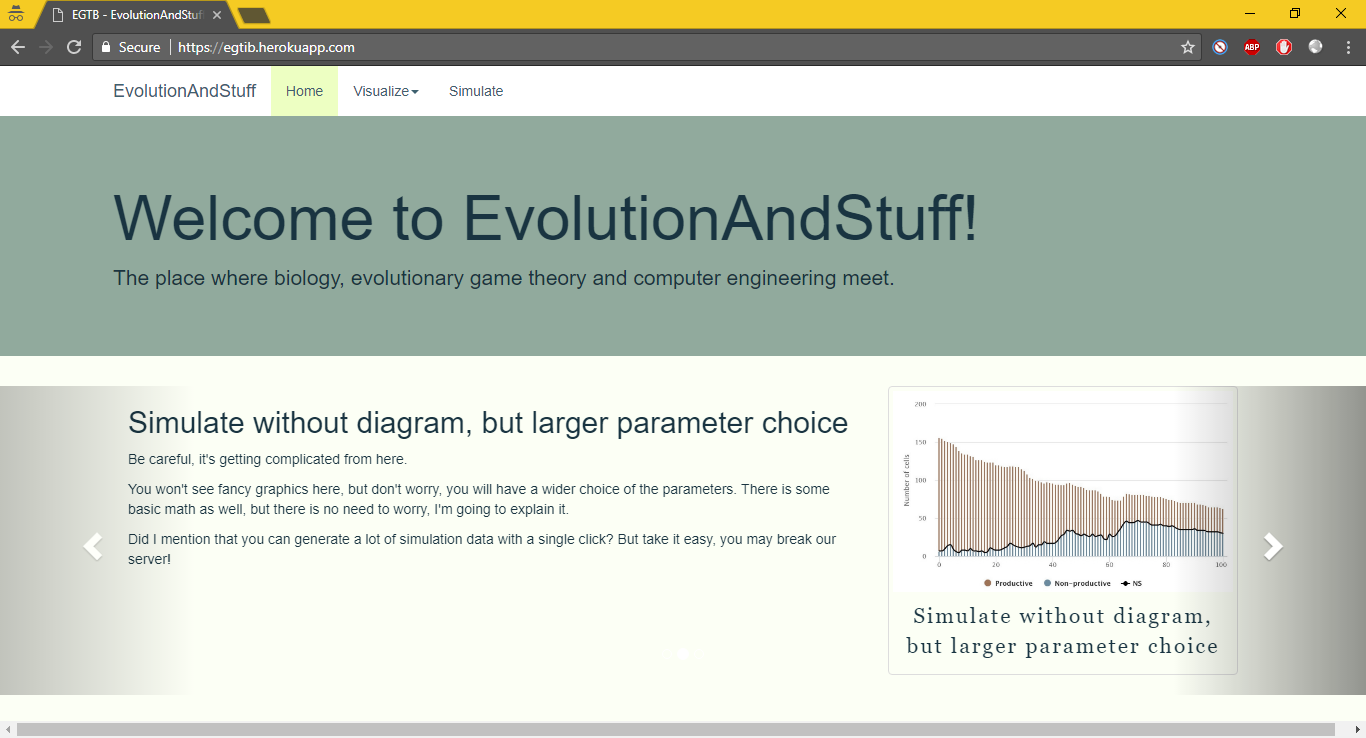 EGTB - EvolutionAndStuf
Secure https://egtib.herokuapp.com
ABP
EvolutionAndStuff Home Visualize Simulate
Welcome to EvolutionAndStuff!
The place where biology, evolutionary game theory and computer engineering meet.
Simulate without diagram, but larger parameter choice
Be careful, it's getting complicated from here.
You won't see fancy graphics here, but don't worry, you will have a wider choice of the parameters. There is some
basic math as well, but there is no need to worry, I'm going to explain it.
Did I mention that you can generate a lot of simulation data with a single click? But take it easy, you may break our
server!
Number of cells
200
150
100
50
0
0 20 40 60 80 100
Productive Non-productive NS
Simulate without diagram,
but larger parameter choice